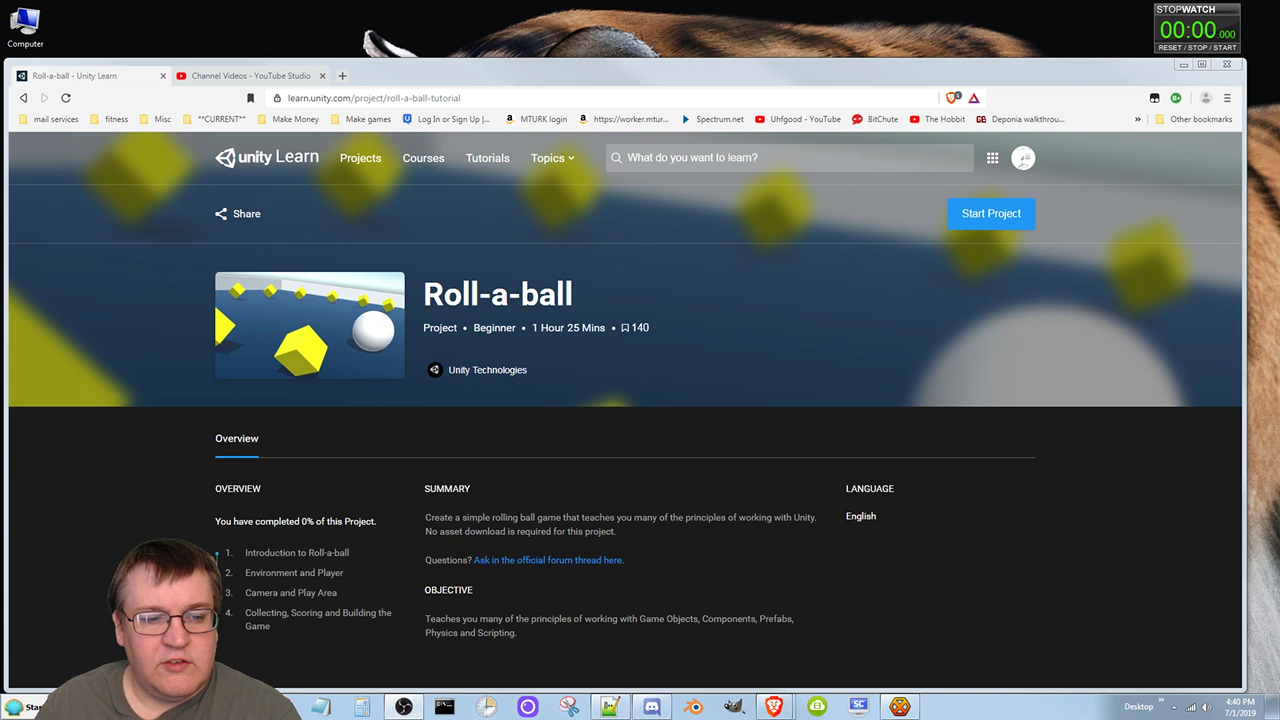 Computer
STOPWATCH
00:00.000
RESET / STOP / START
Roll-a-ball - Unity Learn
Channel Videos - YouTube Studio
learn.unity.com/project/roll-a-ball-tutorial
1
mail services
fitness
Misc
**CURRENT**
Make Money
Make games
Log In or Sign Up |...
MTURK login
https://worker.mtur...
Spectrum.net
Uhfgood - YouTube
BitChute
The Hobbit
Deponia walkthrou...
»
Other bookmarks
unity Learn
Projects
Courses
Tutorials
Topics
What do you want to learn?
Share
Start Project
Roll-a-ball
Project • Beginner • 1 Hour 25 Mins • 140
Unity Technologies
Overview
OVERVIEW
You have completed 0% of this Project.
1. Introduction to Roll-a-ball
2. Environment and Player
3. Camera and Play Area
4. Collecting, Scoring and Building the
Game
SUMMARY
Create a simple rolling ball game that teaches you many of the principles of working with Unity.
No asset download is required for this project.
Questions? Ask in the official forum thread here.
OBJECTIVE
Teaches you many of the principles of working with Game Objects, Components, Prefabs,
Physics and Scripting.
LANGUAGE
English
Star
SC
Desktop
»
4:40 PM
7/1/2019